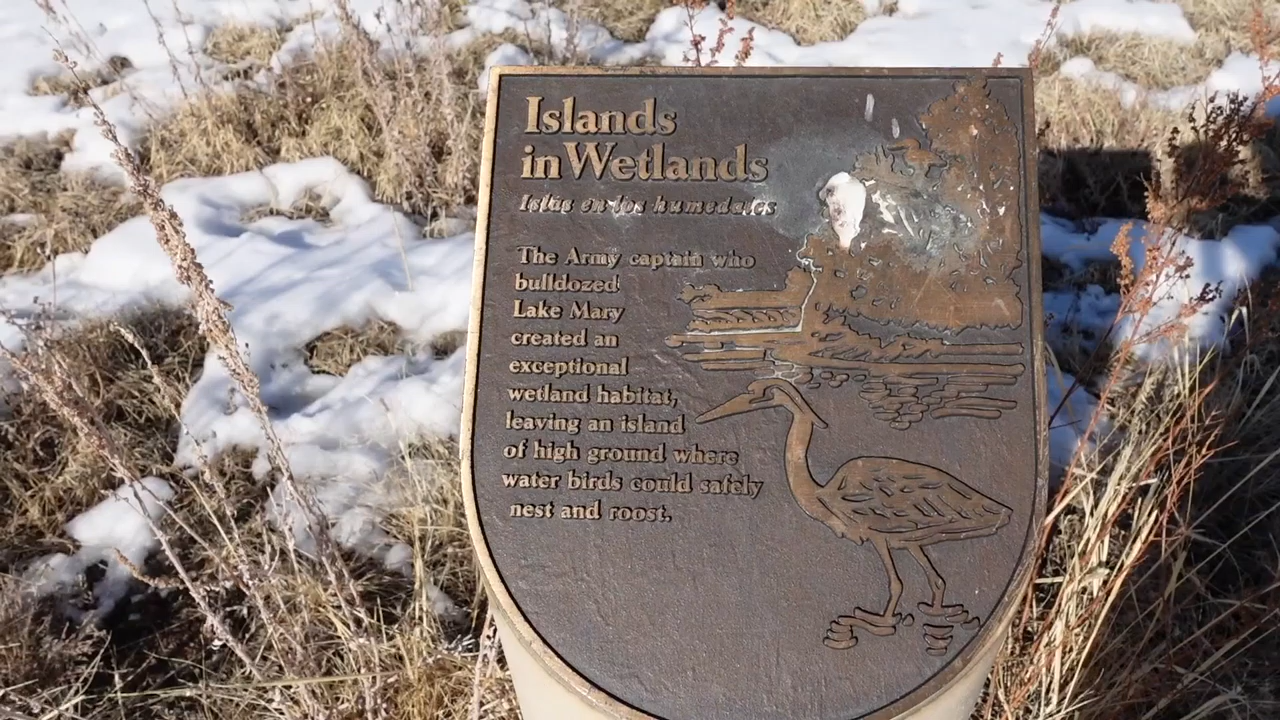 Islands
in Wetlands
Islas en los humedales
The Army captain who
bulldozed
Lake Mary
created an
exceptional
wetland habitat,
leaving an island
of high ground where
water birds could safely
nest and roost.